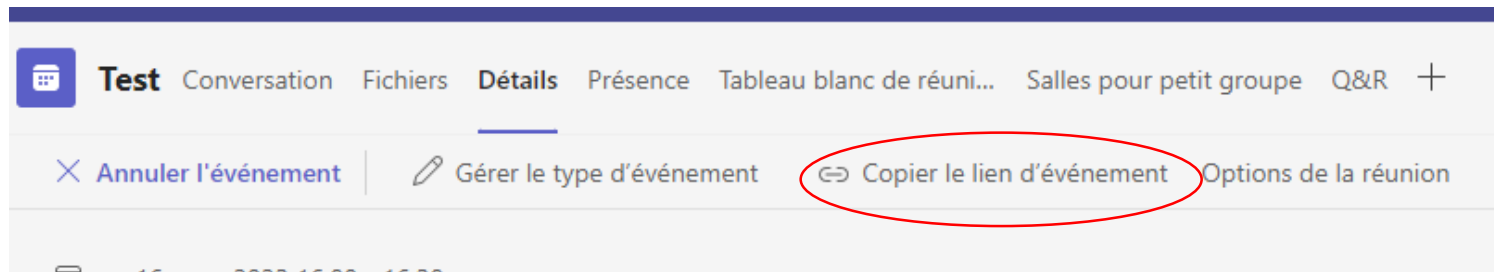 Test Conversation Fichiers Détails Présence Tableau blanc de réuni... Salles pour petit groupe Q&R
Annuler l'événement Gérer le type d'événement Copier le lien d'événement Options de la réunion